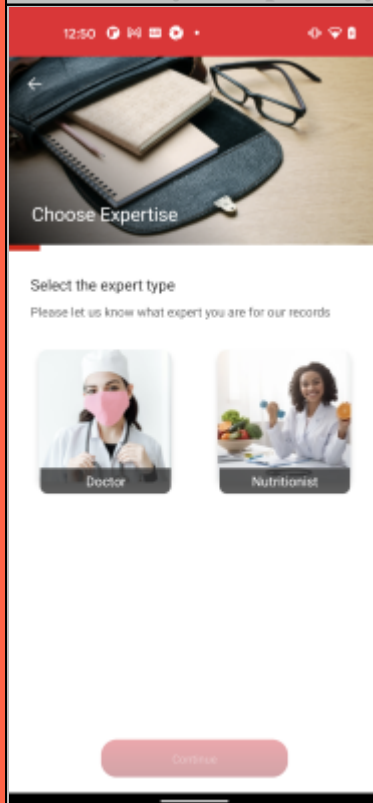 12:50
Choose Expertise
Select the expert type
Please let us know what expert you are for our records
Doctor
Nutritionist
Continue